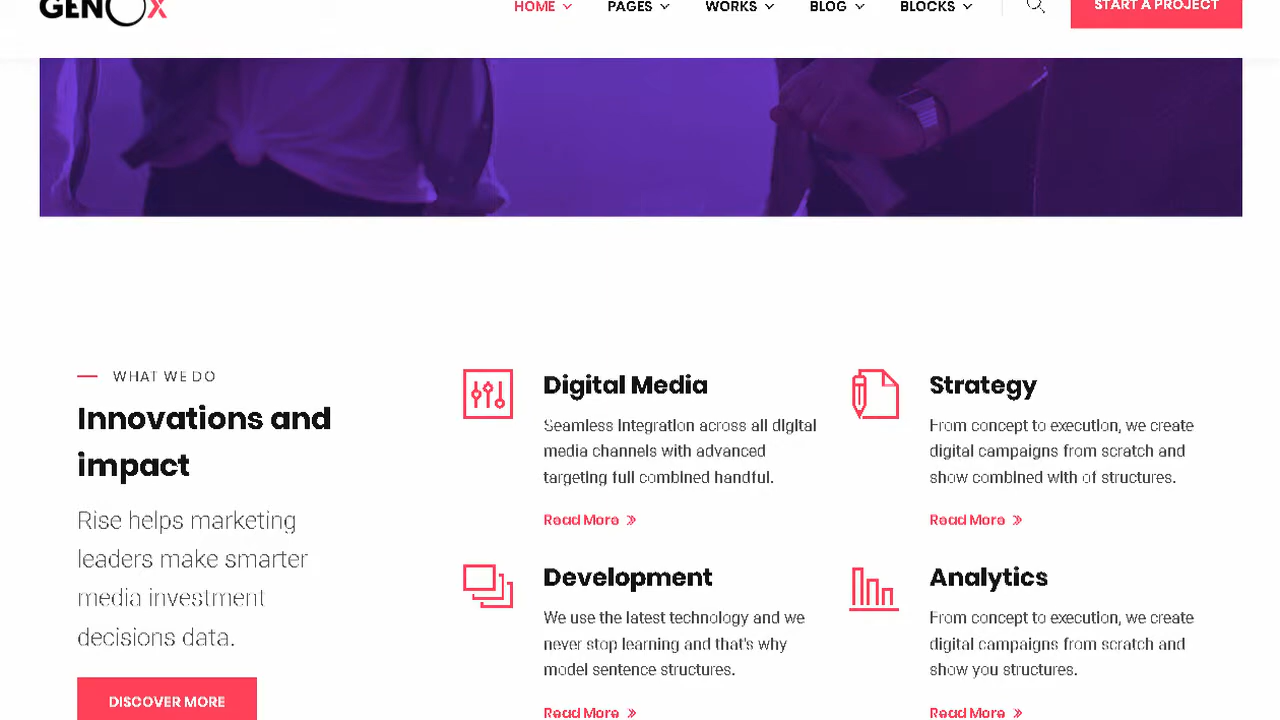 GENOX
HOME PAGES WORKS BLOG BLOCKS START A PROJECT
WHAT WE DO
Innovations and
impact
Rise helps marketing
leaders make smarter
media investment
decisions data.
DISCOVER MORE
Digital Media
Seamless integration across all digital
media channels with advanced
targeting full combined handful.
Read More
Strategy
From concept to execution, we create
digital campaigns from scratch and
show combined with of structures.
Read More
Development
We use the latest technology and we
never stop learning and that's why
model sentence structures.
Read More
Analytics
From concept to execution, we create
digital campaigns from scratch and
show you structures.
Read More